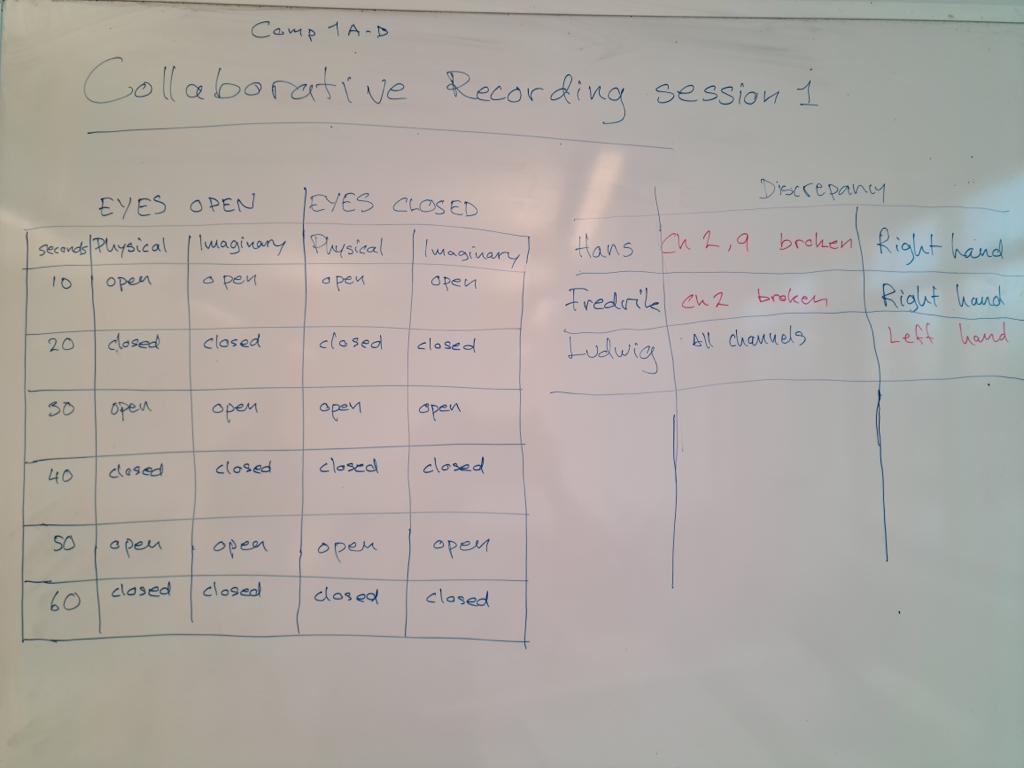 Comp 1A-D
Collaborative Recording session 1
EYES OPEN EYES CLOSED
seconds Physical Imaginary Physical Imaginary
10 open open open open
20 closed closed closed closed
30 open open open open
40 closed closed closed closed
50 open open open open
60 closed closed closed closed
Discrepancy
Hans Ch 2, 9 broken Right hand
Fredrik ch 2 broken Right hand
Ludwig All channels Left hand